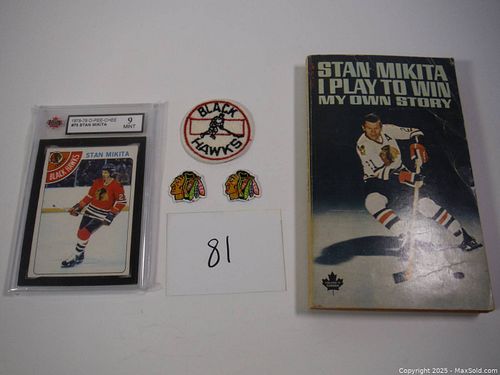 1978-79 O-PEE-CHEE
#75 STAN MIKITA
9
MINT
STAN MIKITA
BLACK HAWKS
BLACK
HAWKS
81
STAN MIKITA
I PLAY TO WIN
MY OWN STORY
Copyright © 2025 - MaxSold.com